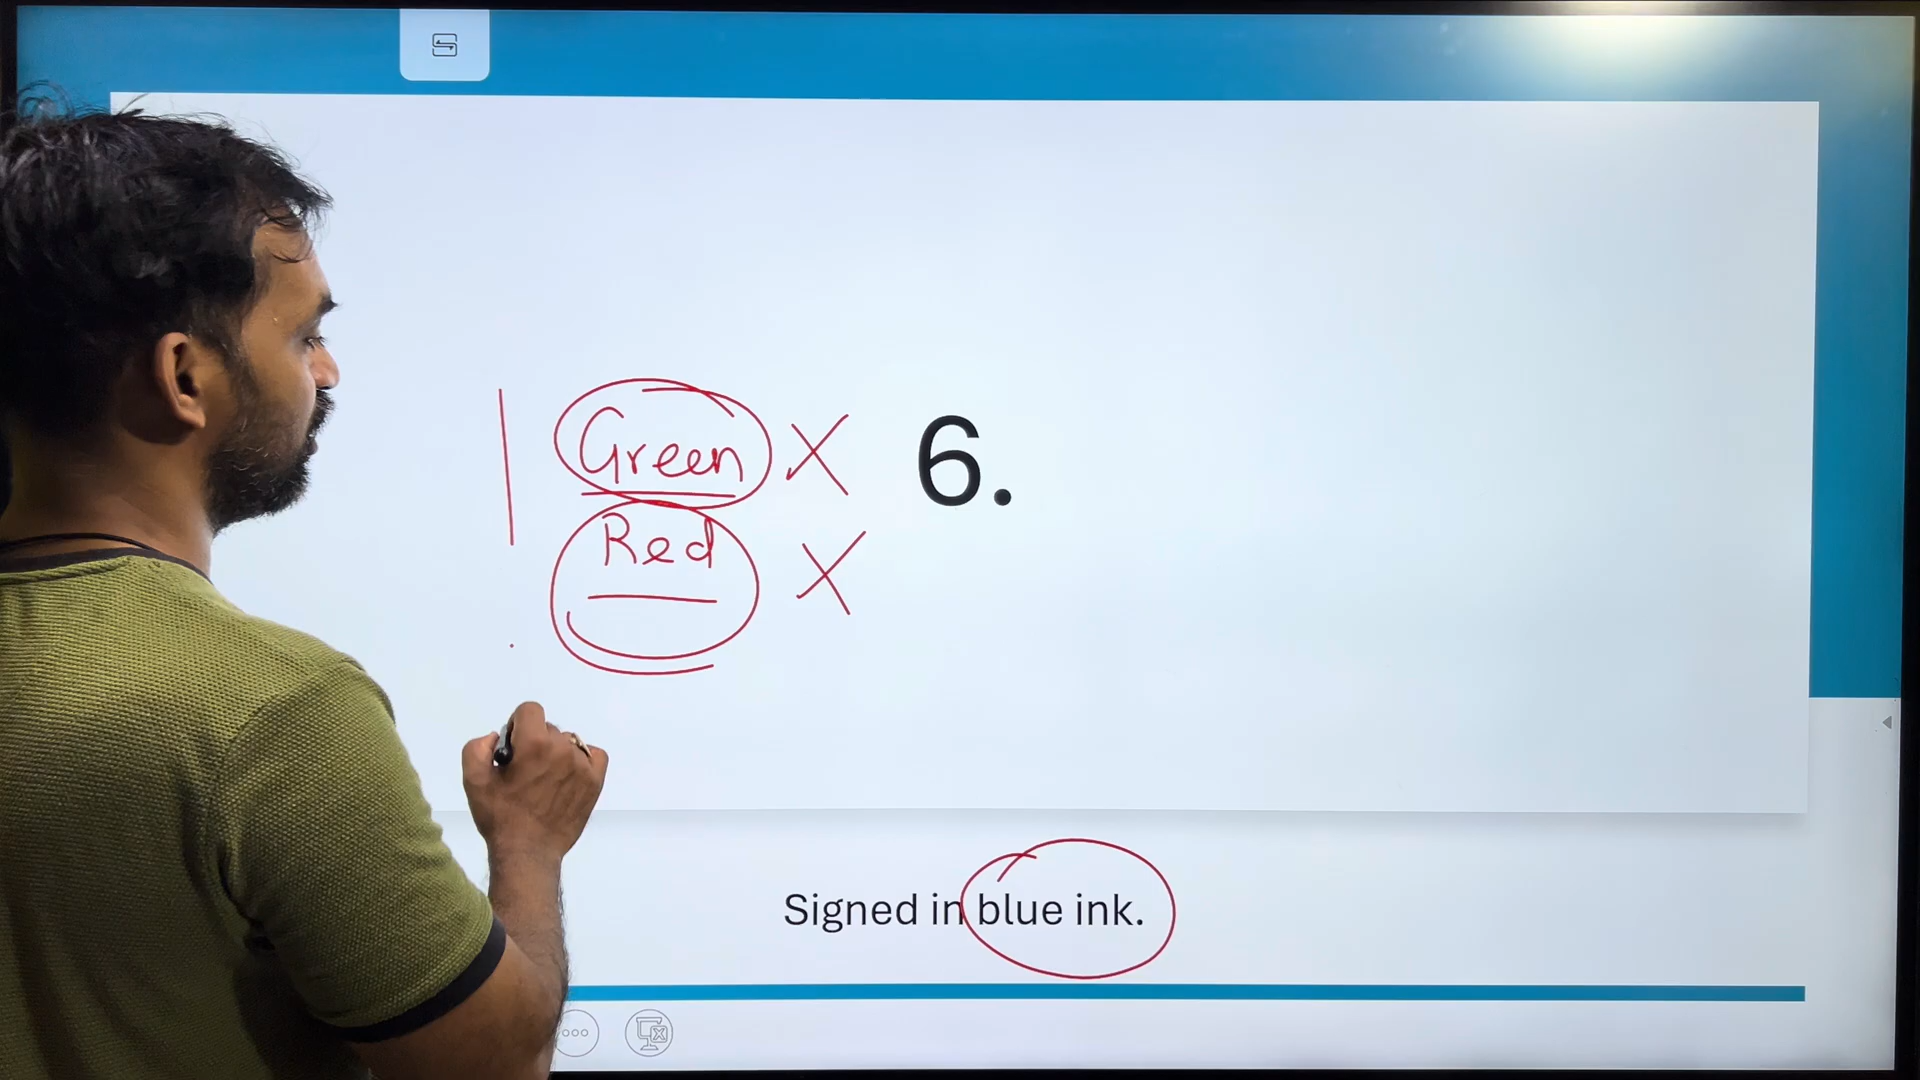 Green X 6.
Red X
Signed in blue ink.